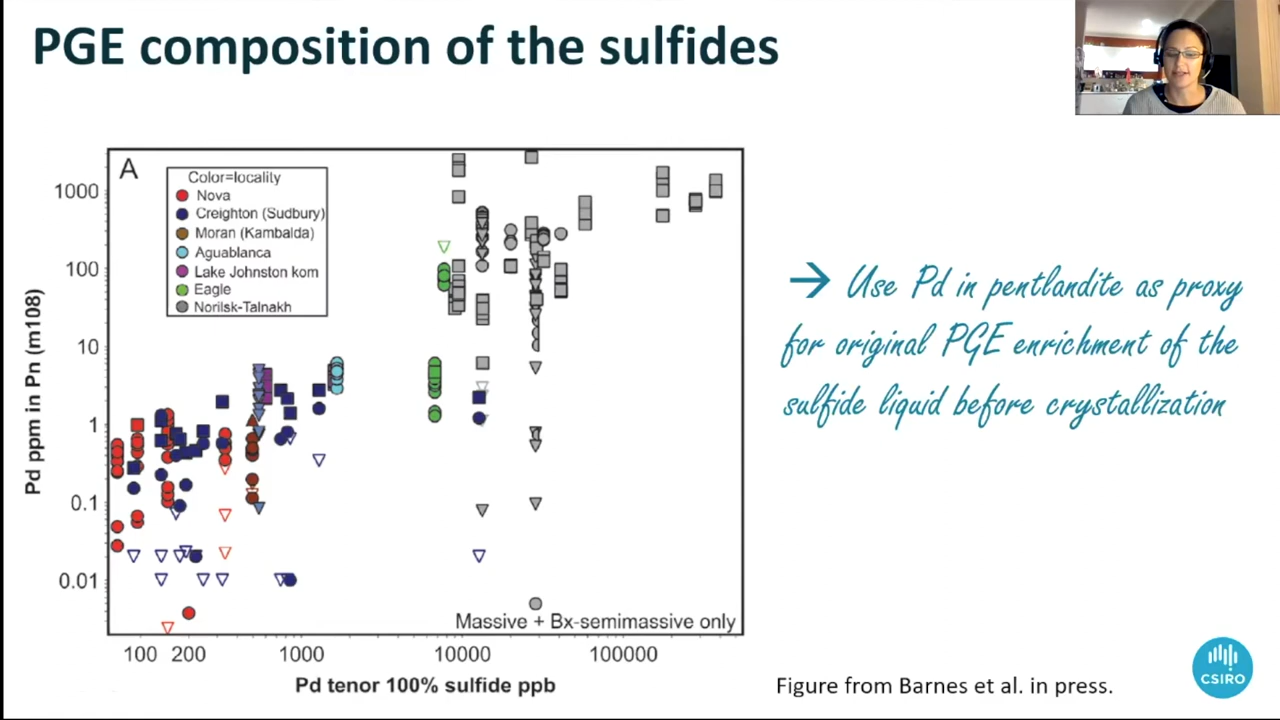 PGE composition of the sulfides
A
Color=locality
Nova
Creighton (Sudbury)
Moran (Kambalda)
Aguablanca
Lake Johnston kom
Eagle
Norilsk-Talnakh
1000
100
10
1
0.1
0.01
Pd ppm in Pn (m108)
Massive + Bx-semimassive only
100 200 1000 10000 100000
Pd tenor 100% sulfide ppb
→ Use Pd in pentlandite as proxy
for original PGE enrichment of the
sulfide liquid before crystallization
Figure from Barnes et al. in press.
CSIRO